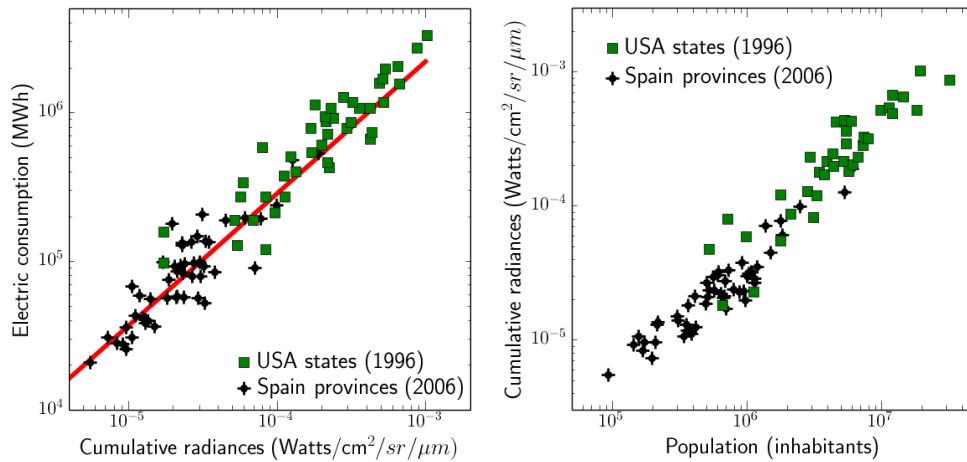 Electric consumption (MWh)
10^6
10^5
10^4
USA states (1996)
Spain provinces (2006)
10^-5
10^-4
10^-3
Cumulative radiances (Watts/cm^2/sr/μm)
Cumulative radiances (Watts/cm^2/sr/μm)
10^-3
10^-4
10^-5
USA states (1996)
Spain provinces (2006)
10^5
10^6
10^7
Population (inhabitants)